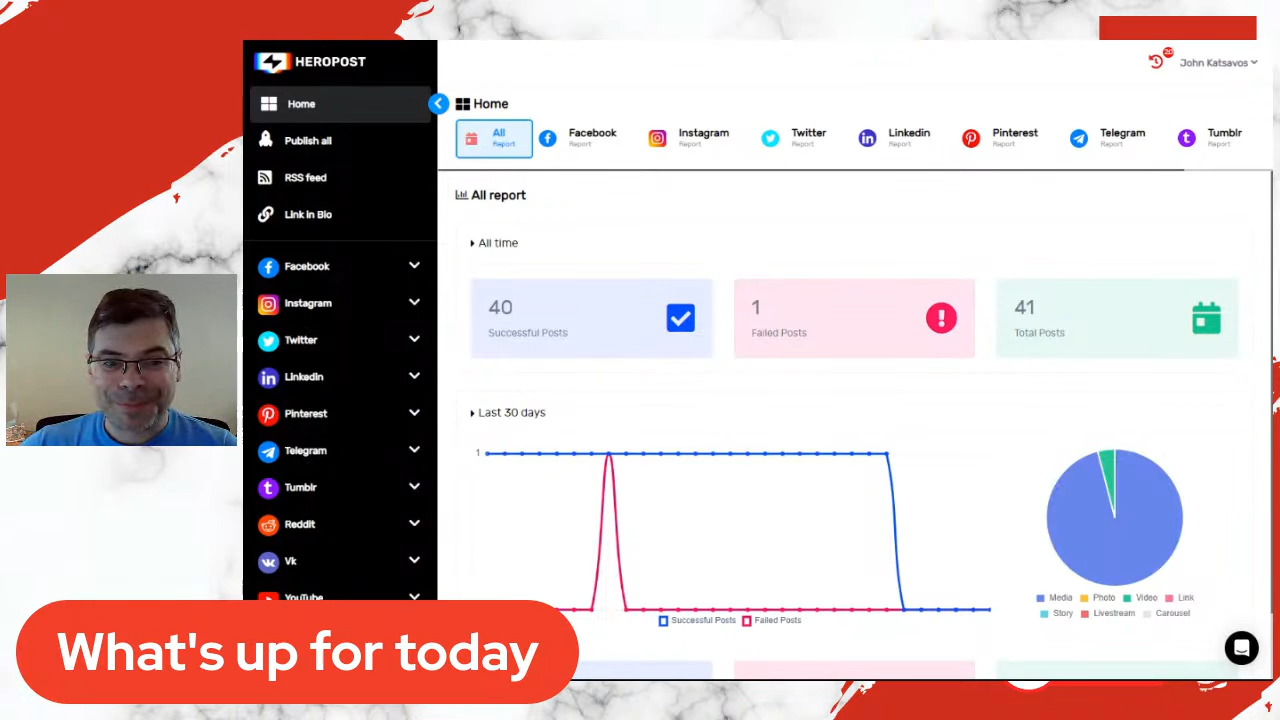 HEROPOST
20
John Katsavos
Home
Publish all
RSS feed
Link in Bio
Facebook
Instagram
Twitter
Linkedin
Pinterest
Telegram
Tumblr
Reddit
Vk
YouTube
Home
All
Report
Facebook
Report
Instagram
Report
Twitter
Report
Linkedin
Report
Pinterest
Report
Telegram
Report
Tumblr
Report
All report
All time
40
Successful Posts
1
Failed Posts
41
Total Posts
Last 30 days
1
Successful Posts Failed Posts
Media Photo Video Link
Story Livestream Carousel
What's up for today